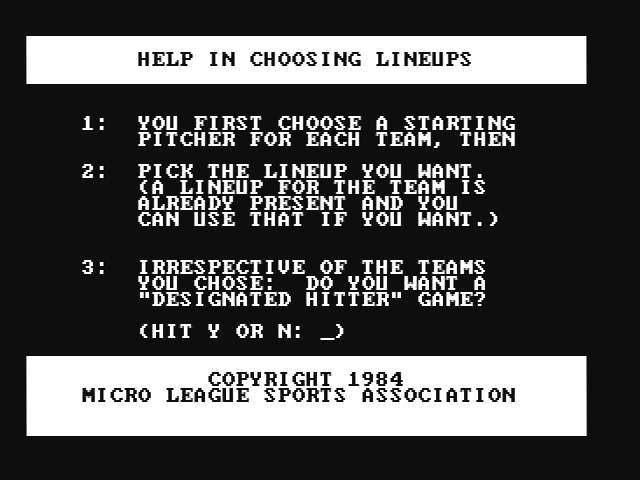 HELP IN CHOOSING LINEUPS
1: YOU FIRST CHOOSE A STARTING
PITCHER FOR EACH TEAM, THEN
2: PICK THE LINEUP YOU WANT.
(A LINEUP FOR THE TEAM IS
ALREADY PRESENT AND YOU
CAN USE THAT IF YOU WANT.)
3: IRRESPECTIVE OF THE TEAMS
YOU CHOSE: DO YOU WANT A
"DESIGNATED HITTER" GAME?
(HIT Y OR N: _)
COPYRIGHT 1984
MICRO LEAGUE SPORTS ASSOCIATION